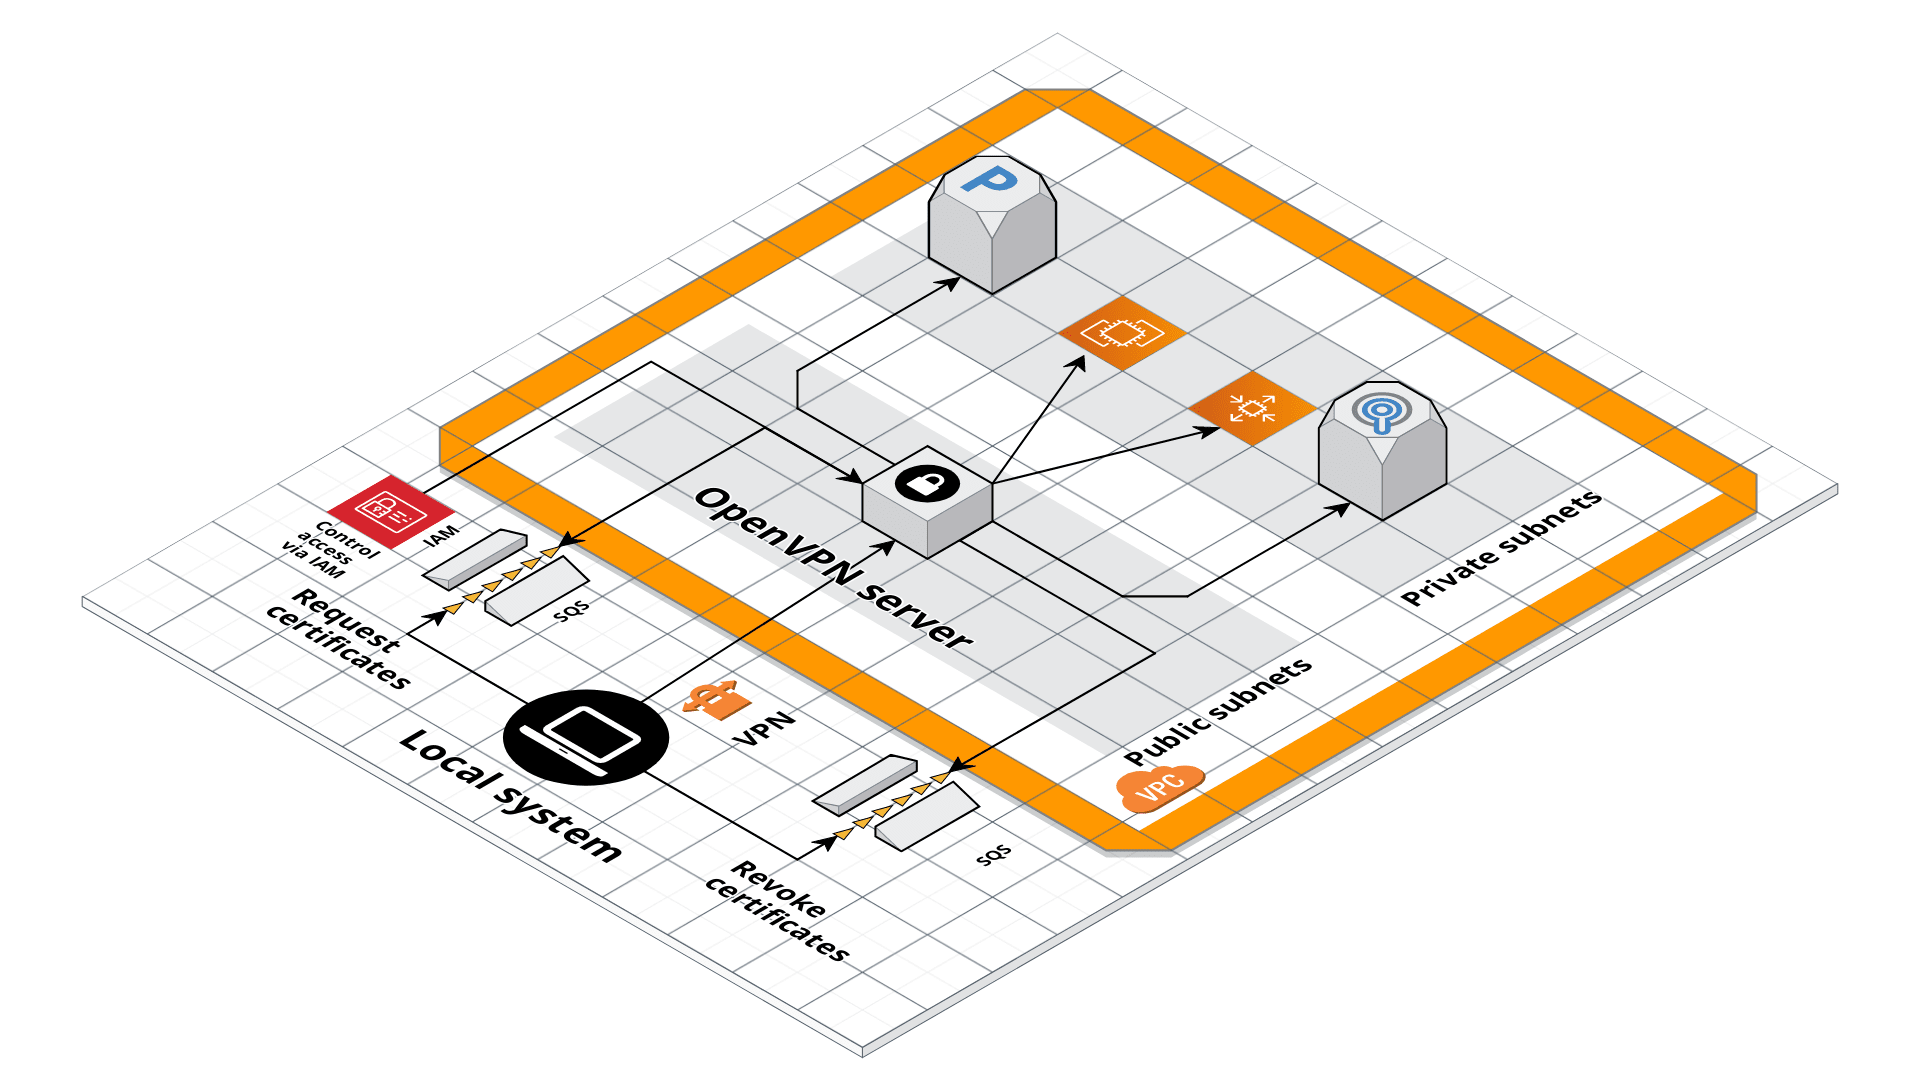 P
OpenVPN server
Private subnets
Public subnets
VPC
IAM
Control
access
via IAM
SQS
Request
certificates
VPN
Local system
SQS
Revoke
certificates